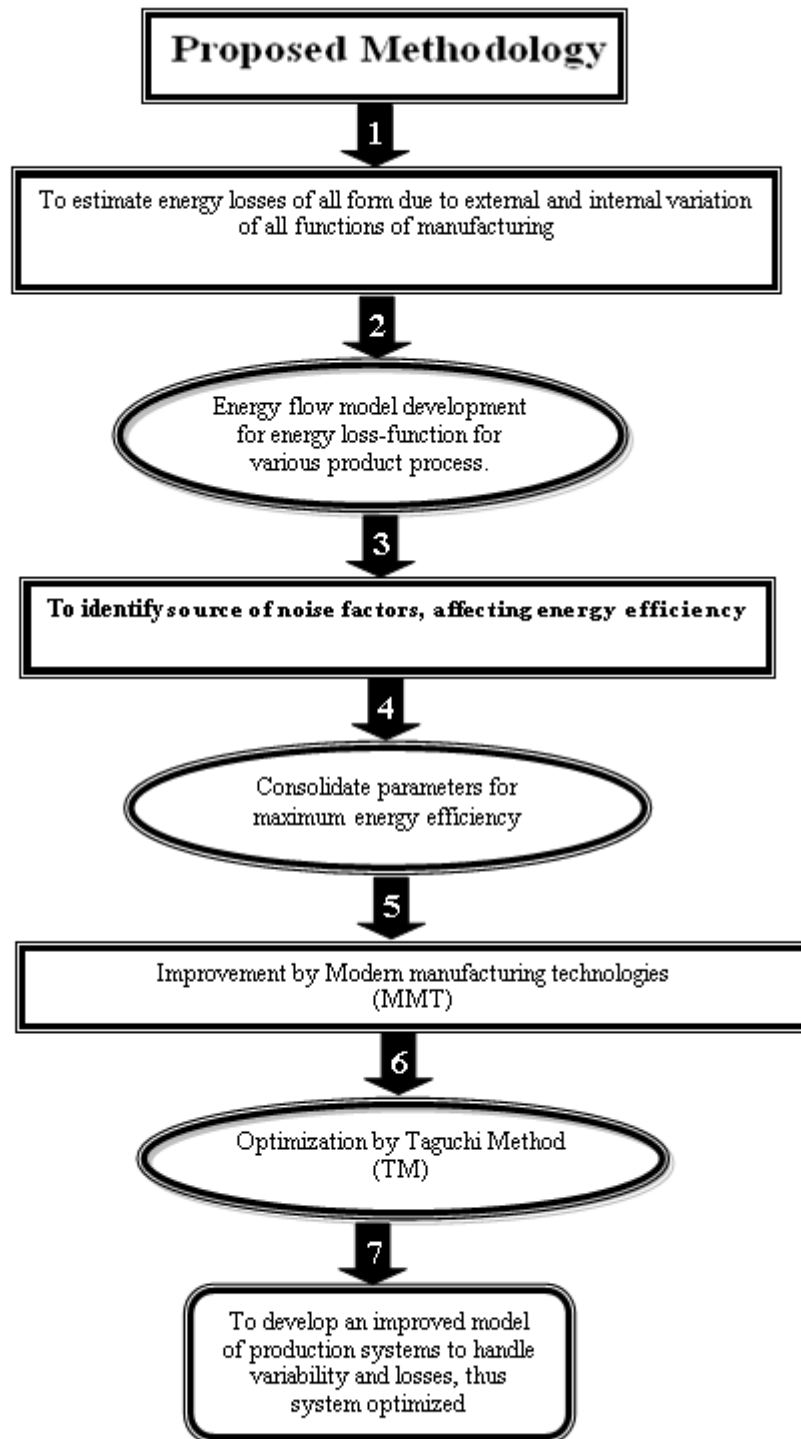 Proposed Methodology
1
To estimate energy losses of all form due to external and internal variation
of all functions of manufacturing
2
Energy flow model development
for energy loss-function for
various product process.
3
To identify source of noise factors, affecting energy efficiency
4
Consolidate parameters for
maximum energy efficiency
5
Improvement by Modern manufacturing technologies
(MMT)
6
Optimization by Taguchi Method
(TM)
7
To develop an improved model
of production systems to handle
variability and losses, thus
system optimized